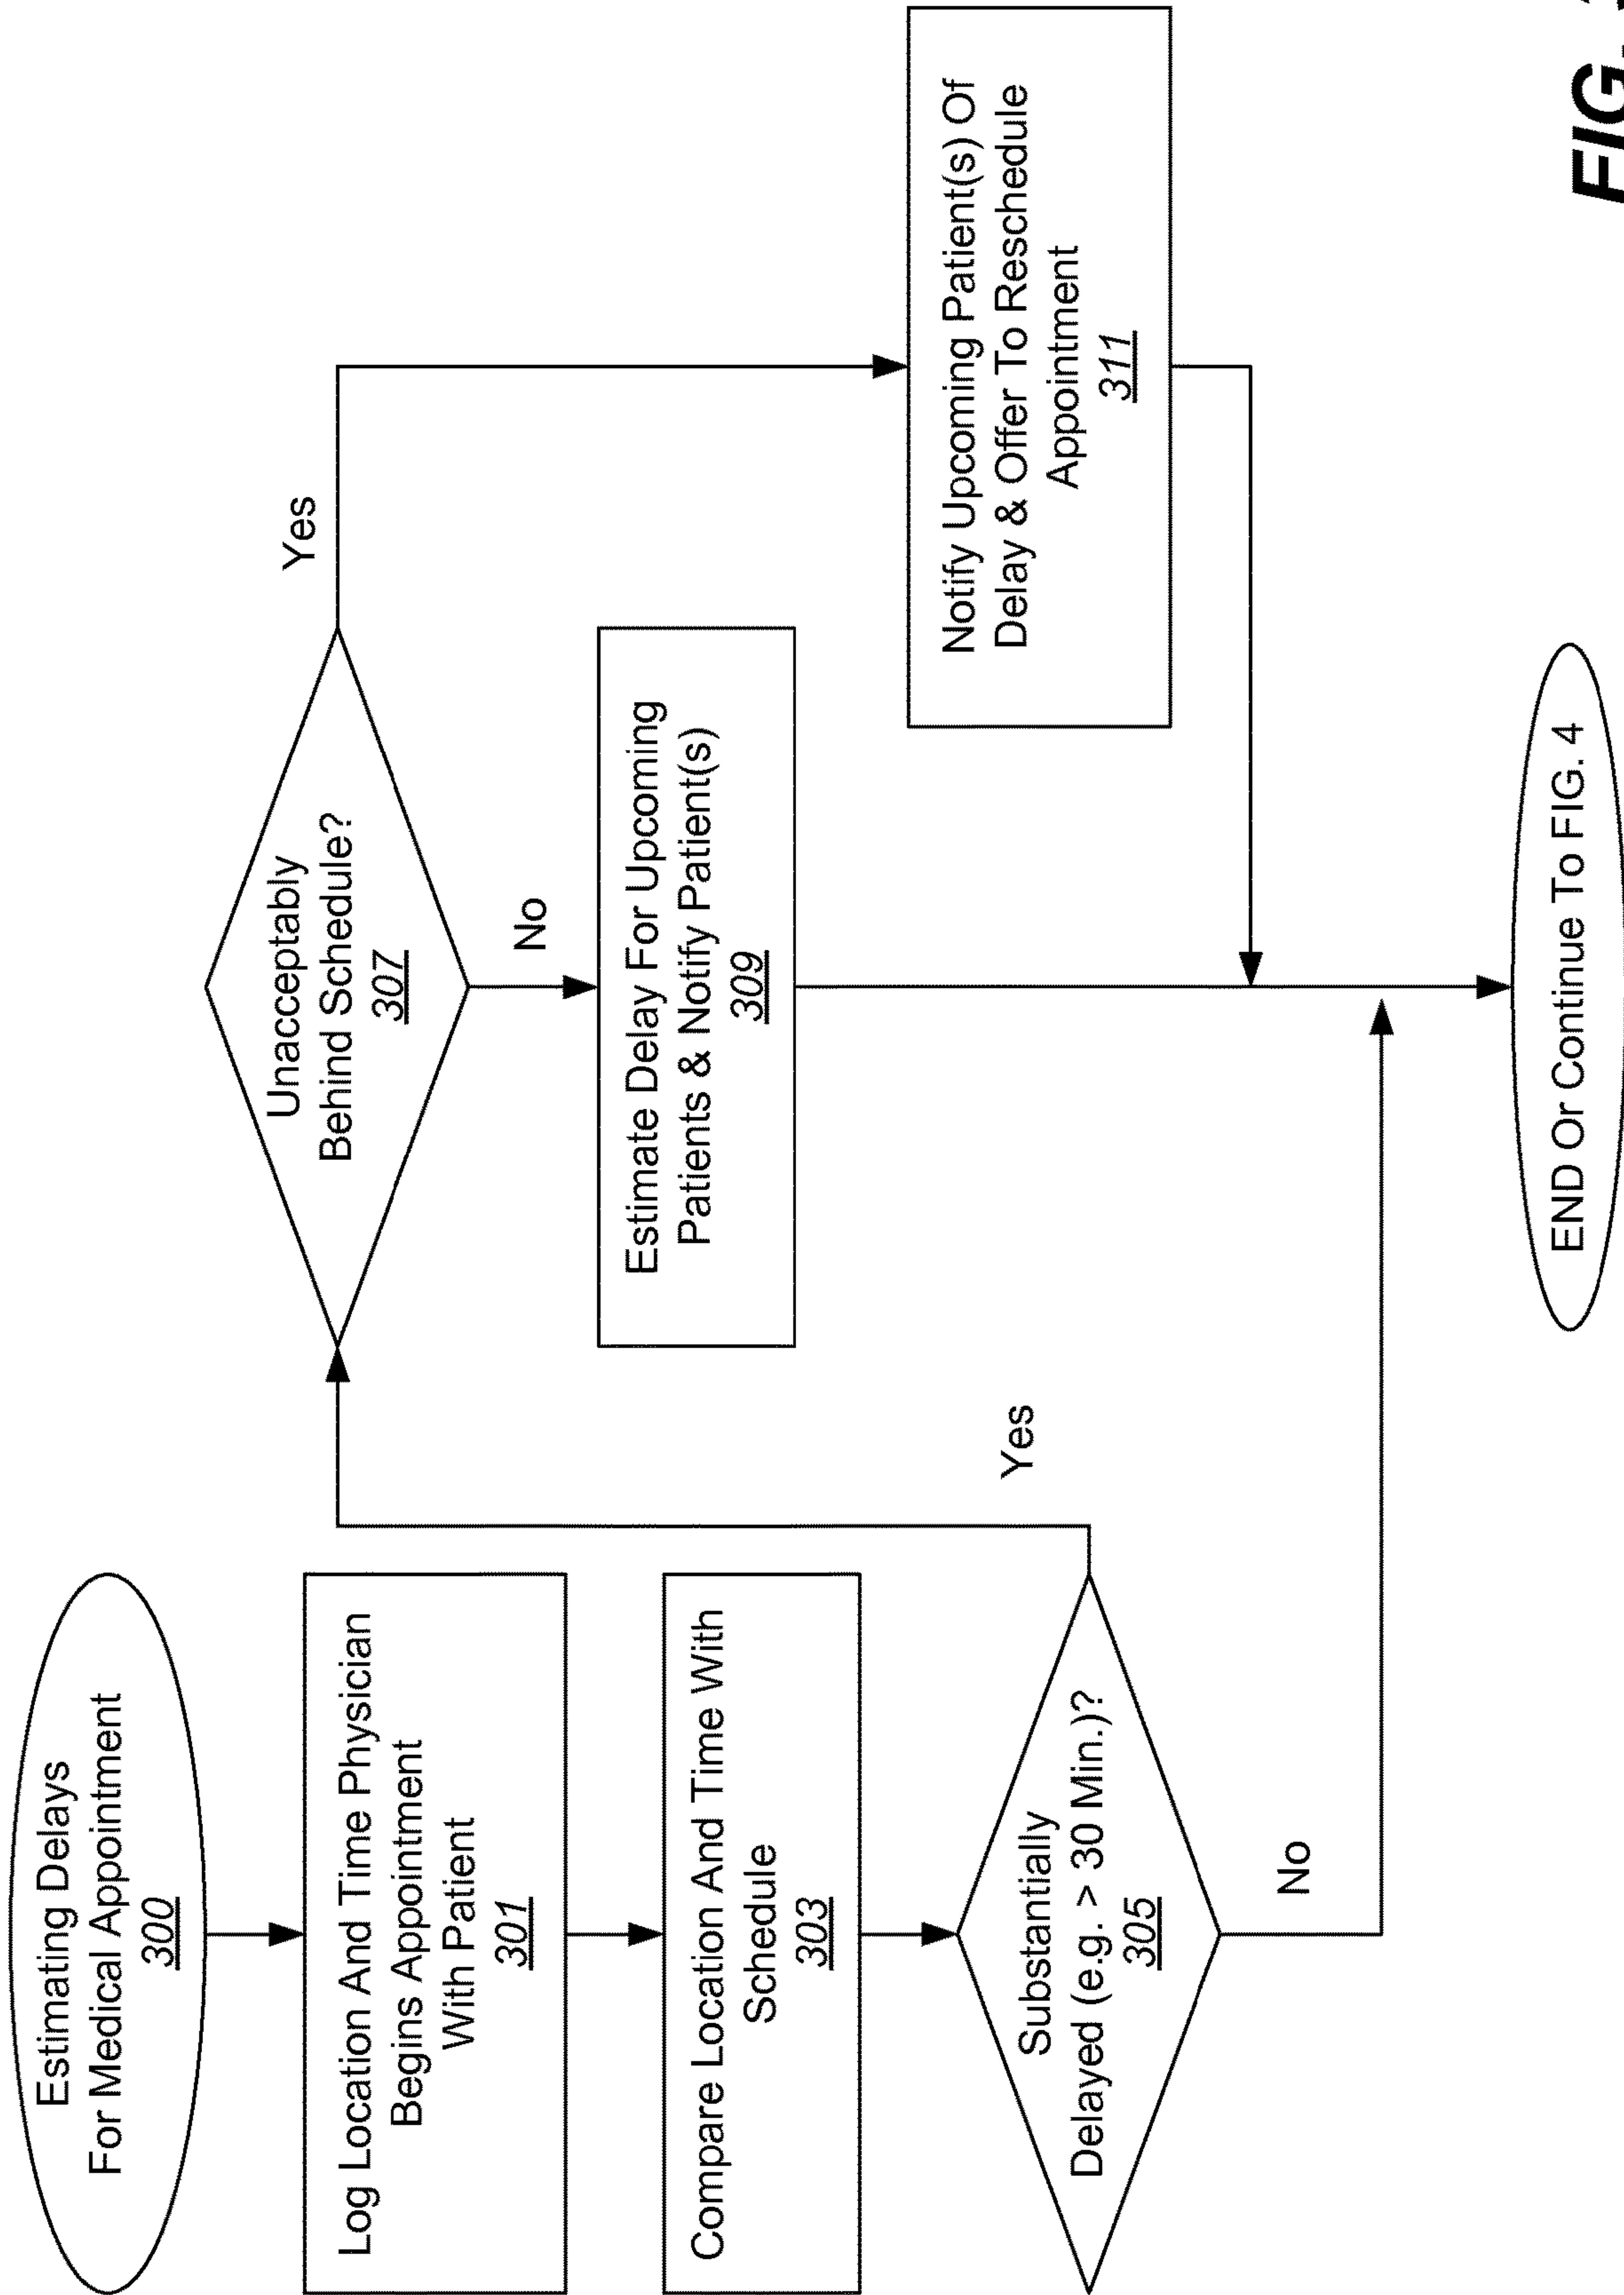 Estimating Delays
For Medical Appointment
300
Log Location And Time Physician
Begins Appointment
With Patient
301
Compare Location And Time With
Schedule
303
Substantially
Delayed (e.g. > 30 Min.)?
305
Yes
No
Unacceptably
Behind Schedule?
307
Yes
No
Estimate Delay For Upcoming
Patients & Notify Patient(s)
309
Notify Upcoming Patient(s) Of
Delay & Offer To Reschedule
Appointment
311
END Or Continue To FIG. 4
FIG.